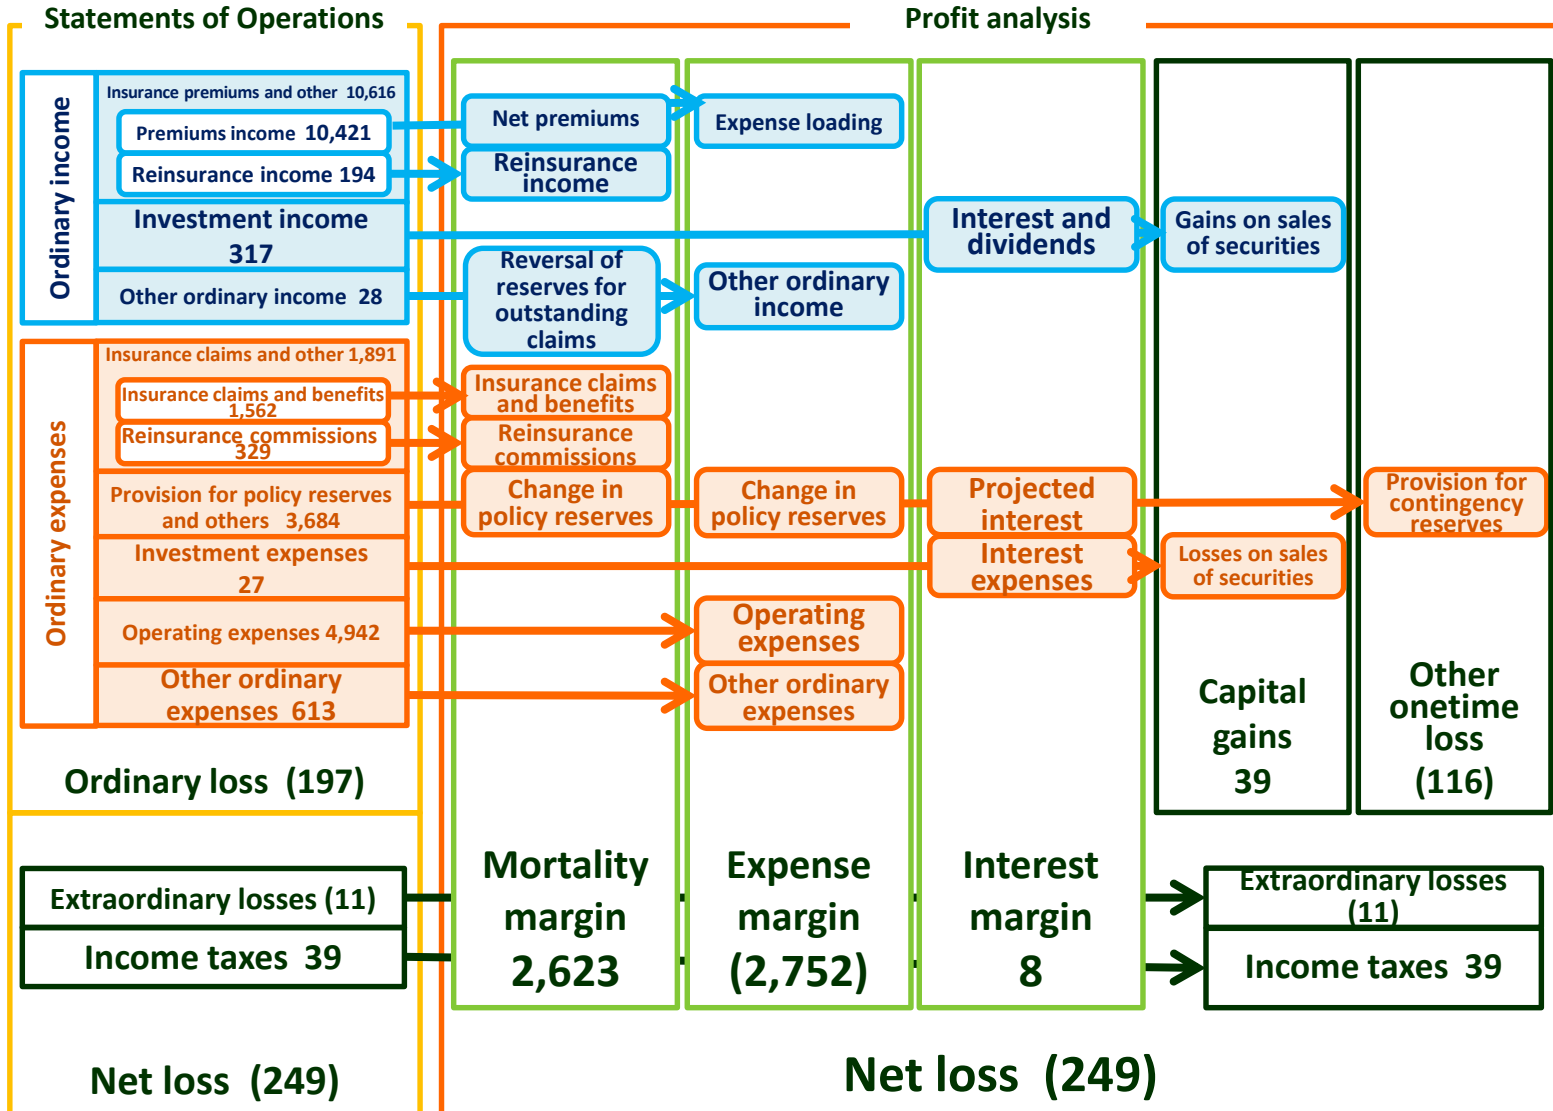 Statements of Operations
Profit analysis
Ordinary income
Insurance premiums and other 10,616
Premiums income 10,421
Reinsurance income 194
Investment income
317
Other ordinary income 28
Net premiums
Expense loading
Reinsurance
income
Interest and
dividends
Gains on sales
of securities
Reversal of
reserves for
outstanding
claims
Other ordinary
income
Ordinary expenses
Insurance claims and other 1,891
Insurance claims and benefits
1,562
Reinsurance commissions
329
Provision for policy reserves
and others 3,684
Investment expenses
27
Operating expenses 4,942
Other ordinary
expenses 613
Insurance claims
and benefits
Reinsurance
commissions
Change in
policy reserves
Change in
policy reserves
Projected
interest
Provision for
contingency
reserves
Interest
expenses
Losses on sales
of securities
Operating
expenses
Other ordinary
expenses
Capital
gains
39
Other
onetime
loss
(116)
Ordinary loss (197)
Mortality
margin
2,623
Expense
margin
(2,752)
Interest
margin
8
Extraordinary losses (11)
Income taxes 39
Extraordinary losses
(11)
Income taxes 39
Net loss (249)
Net loss (249)